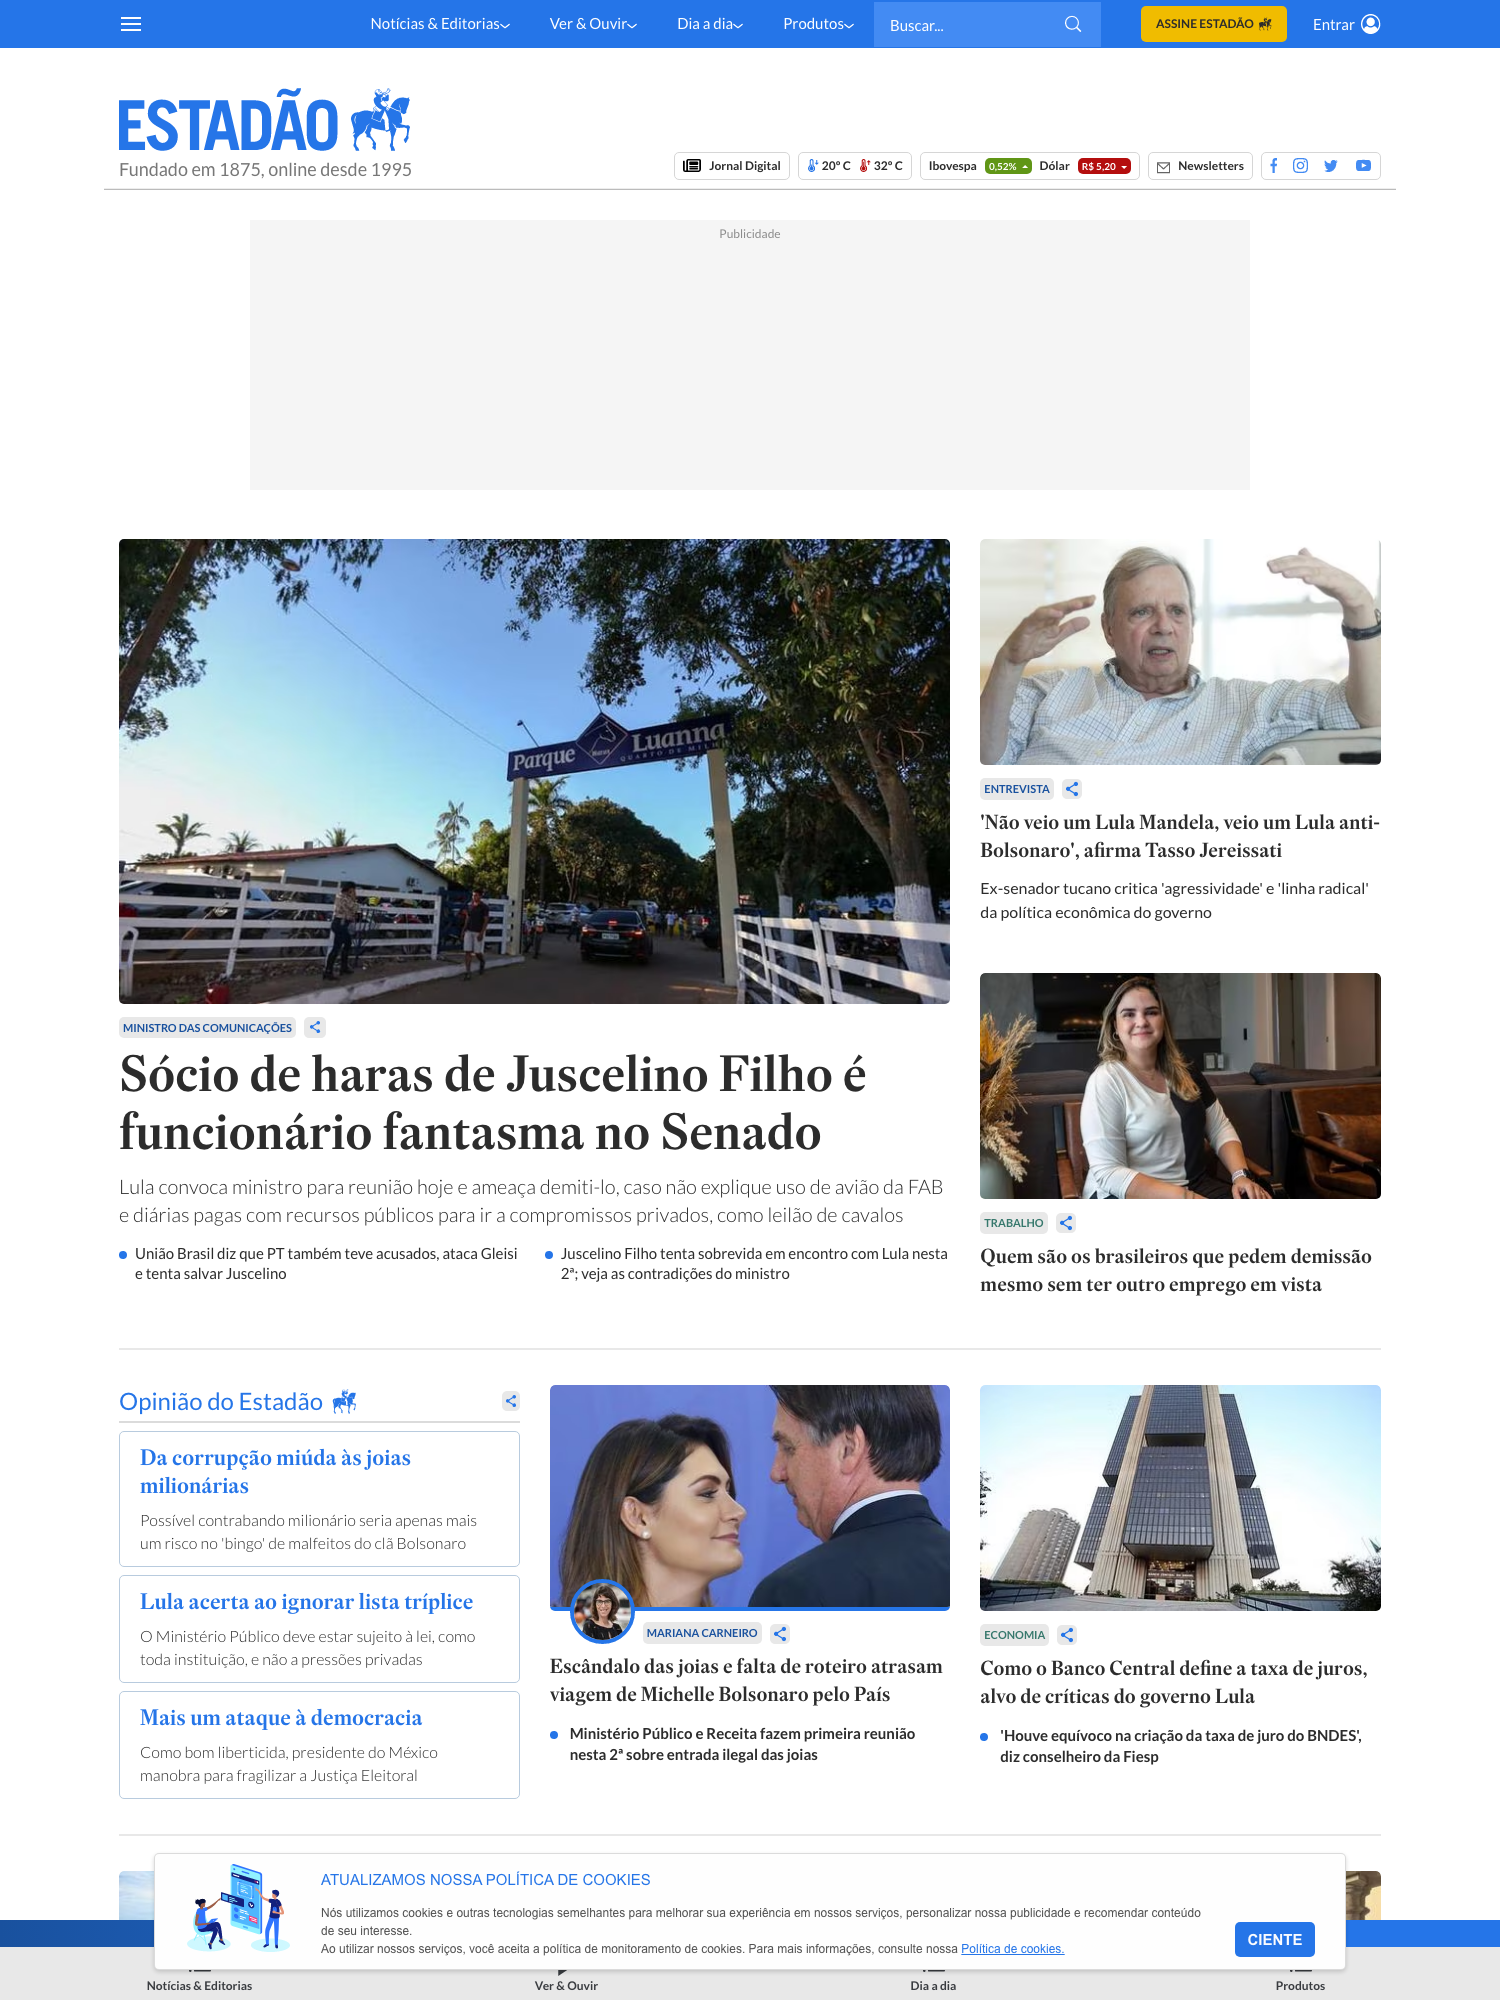 Notícias & Editorias
Ver & Ouvir
Dia a dia
Produtos
Buscar...
ASSINE ESTADÃO
Entrar
ESTADÃO
Fundado em 1875, online desde 1995
Jornal Digital
20º C 32º C
Ibovespa 0,52% Dólar R$ 5,20
Newsletters
Publicidade
Parque Luanna
QUARTO DE MILHA
MINISTRO DAS COMUNICAÇÕES
Sócio de haras de Juscelino Filho é
funcionário fantasma no Senado
Lula convoca ministro para reunião hoje e ameaça demiti-lo, caso não explique uso de avião da FAB
e diárias pagas com recursos públicos para ir a compromissos privados, como leilão de cavalos
União Brasil diz que PT também teve acusados, ataca Gleisi
e tenta salvar Juscelino
Juscelino Filho tenta sobrevida em encontro com Lula nesta
2ª; veja as contradições do ministro
ENTREVISTA
'Não veio um Lula Mandela, veio um Lula anti-
Bolsonaro', afirma Tasso Jereissati
Ex-senador tucano critica 'agressividade' e 'linha radical'
da política econômica do governo
TRABALHO
Quem são os brasileiros que pedem demissão
mesmo sem ter outro emprego em vista
Opinião do Estadão
Da corrupção miúda às joias
milionárias
Possível contrabando milionário seria apenas mais
um risco no 'bingo' de malfeitos do clã Bolsonaro
Lula acerta ao ignorar lista tríplice
O Ministério Público deve estar sujeito à lei, como
toda instituição, e não a pressões privadas
Mais um ataque à democracia
Como bom liberticida, presidente do México
manobra para fragilizar a Justiça Eleitoral
MARIANA CARNEIRO
Escândalo das joias e falta de roteiro atrasam
viagem de Michelle Bolsonaro pelo País
Ministério Público e Receita fazem primeira reunião
nesta 2ª sobre entrada ilegal das joias
ECONOMIA
Como o Banco Central define a taxa de juros,
alvo de críticas do governo Lula
'Houve equívoco na criação da taxa de juro do BNDES',
diz conselheiro da Fiesp
ATUALIZAMOS NOSSA POLÍTICA DE COOKIES
Nós utilizamos cookies e outras tecnologias semelhantes para melhorar sua experiência em nossos serviços, personalizar nossa publicidade e recomendar conteúdo
de seu interesse.
Ao utilizar nossos serviços, você aceita a política de monitoramento de cookies. Para mais informações, consulte nossa Política de cookies.
CIENTE
Notícias & Editorias
Ver & Ouvir
Dia a dia
Produtos